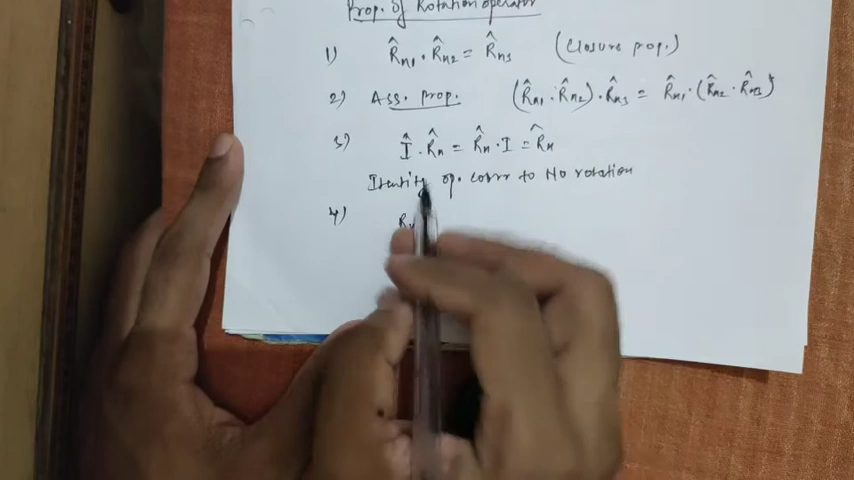 Prop. of Rotation operator
1) R̂n1 · R̂n2 = R̂n3 (Closure prop.)
2) Ass. prop. (R̂n1 · R̂n2) · R̂n3 = R̂n1 · (R̂n2 · R̂n3)
3) Î · R̂n = R̂n · I = R̂n
Identity op. corr to No rotation
4)